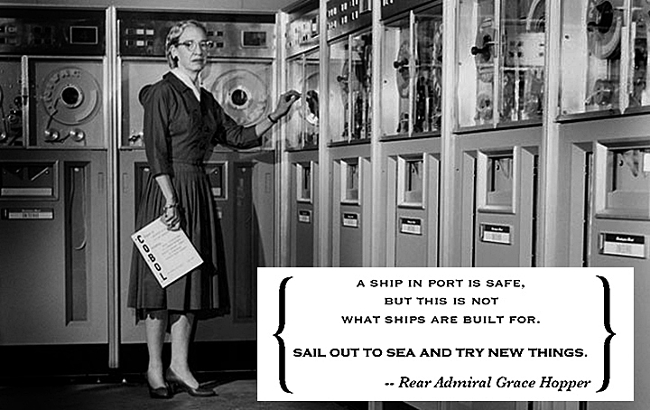 COBOL
A SHIP IN PORT IS SAFE,
BUT THIS IS NOT
WHAT SHIPS ARE BUILT FOR.
SAIL OUT TO SEA AND TRY NEW THINGS.
-- Rear Admiral Grace Hopper